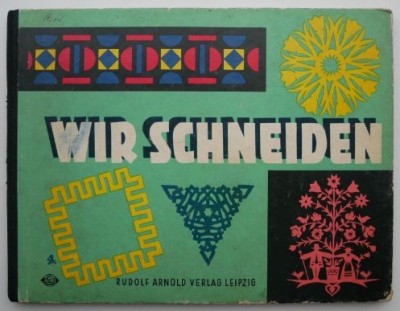 WIR SCHNEIDEN
RUDOLF ARNOLD VERLAG LEIPZIG